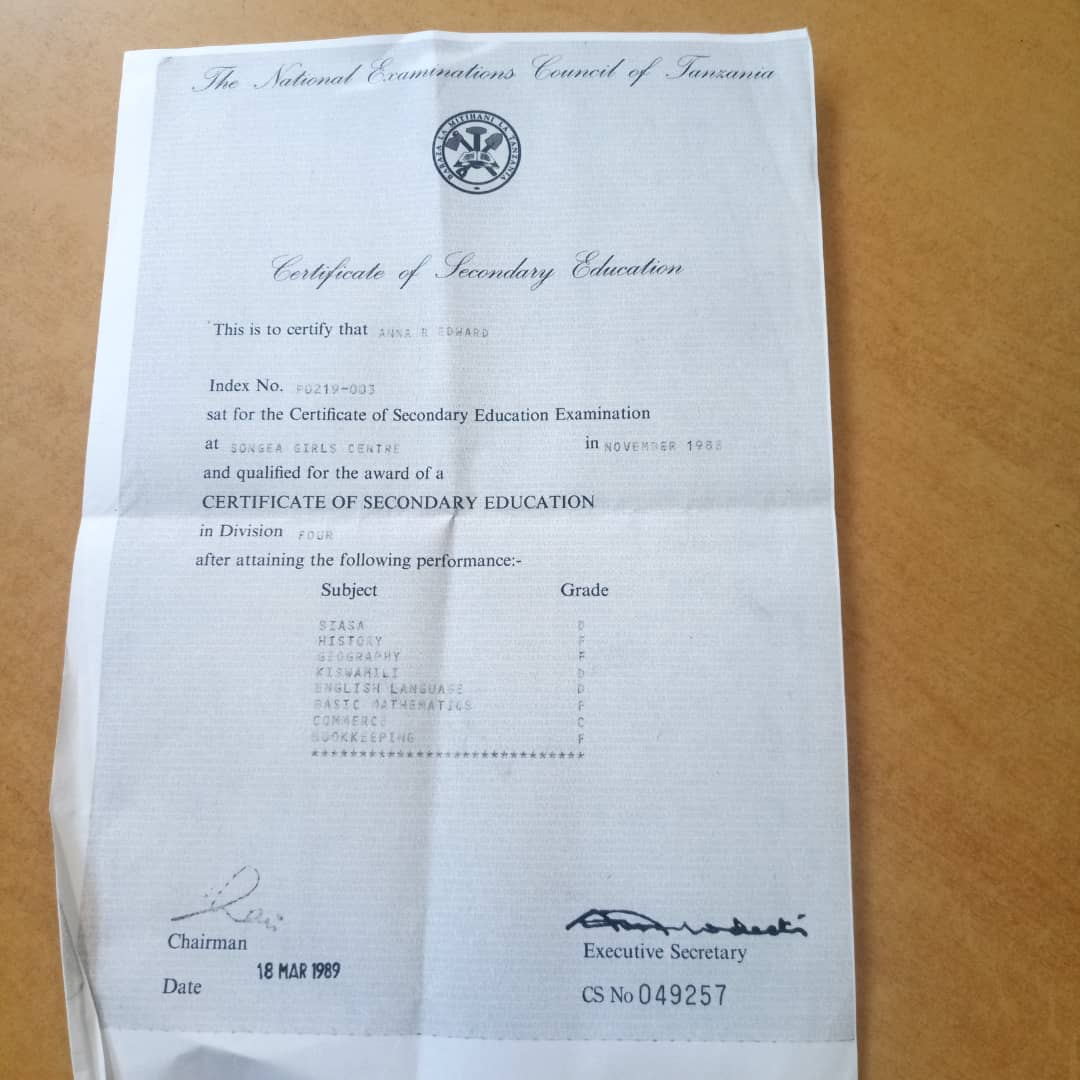 The National Examinations Council of Tanzania
BARAZA LA MITIHANI LA TANZANIA
Certificate of Secondary Education
This is to certify that ANNA R EDWARD
Index No. P0219-003
sat for the Certificate of Secondary Education Examination
at SONGEA GIRLS CENTRE in NOVEMBER 1988
and qualified for the award of a
CERTIFICATE OF SECONDARY EDUCATION
in Division FOUR
after attaining the following performance:-
Subject Grade
SIASA D
HISTORY F
GEOGRAPHY F
KISWAHILI D
ENGLISH LANGUAGE D
BASIC MATHEMATICS F
COMMERCE C
BOOKKEEPING F
*****************************
Chairman
Executive Secretary
Date 18 MAR 1989
CS No 049257